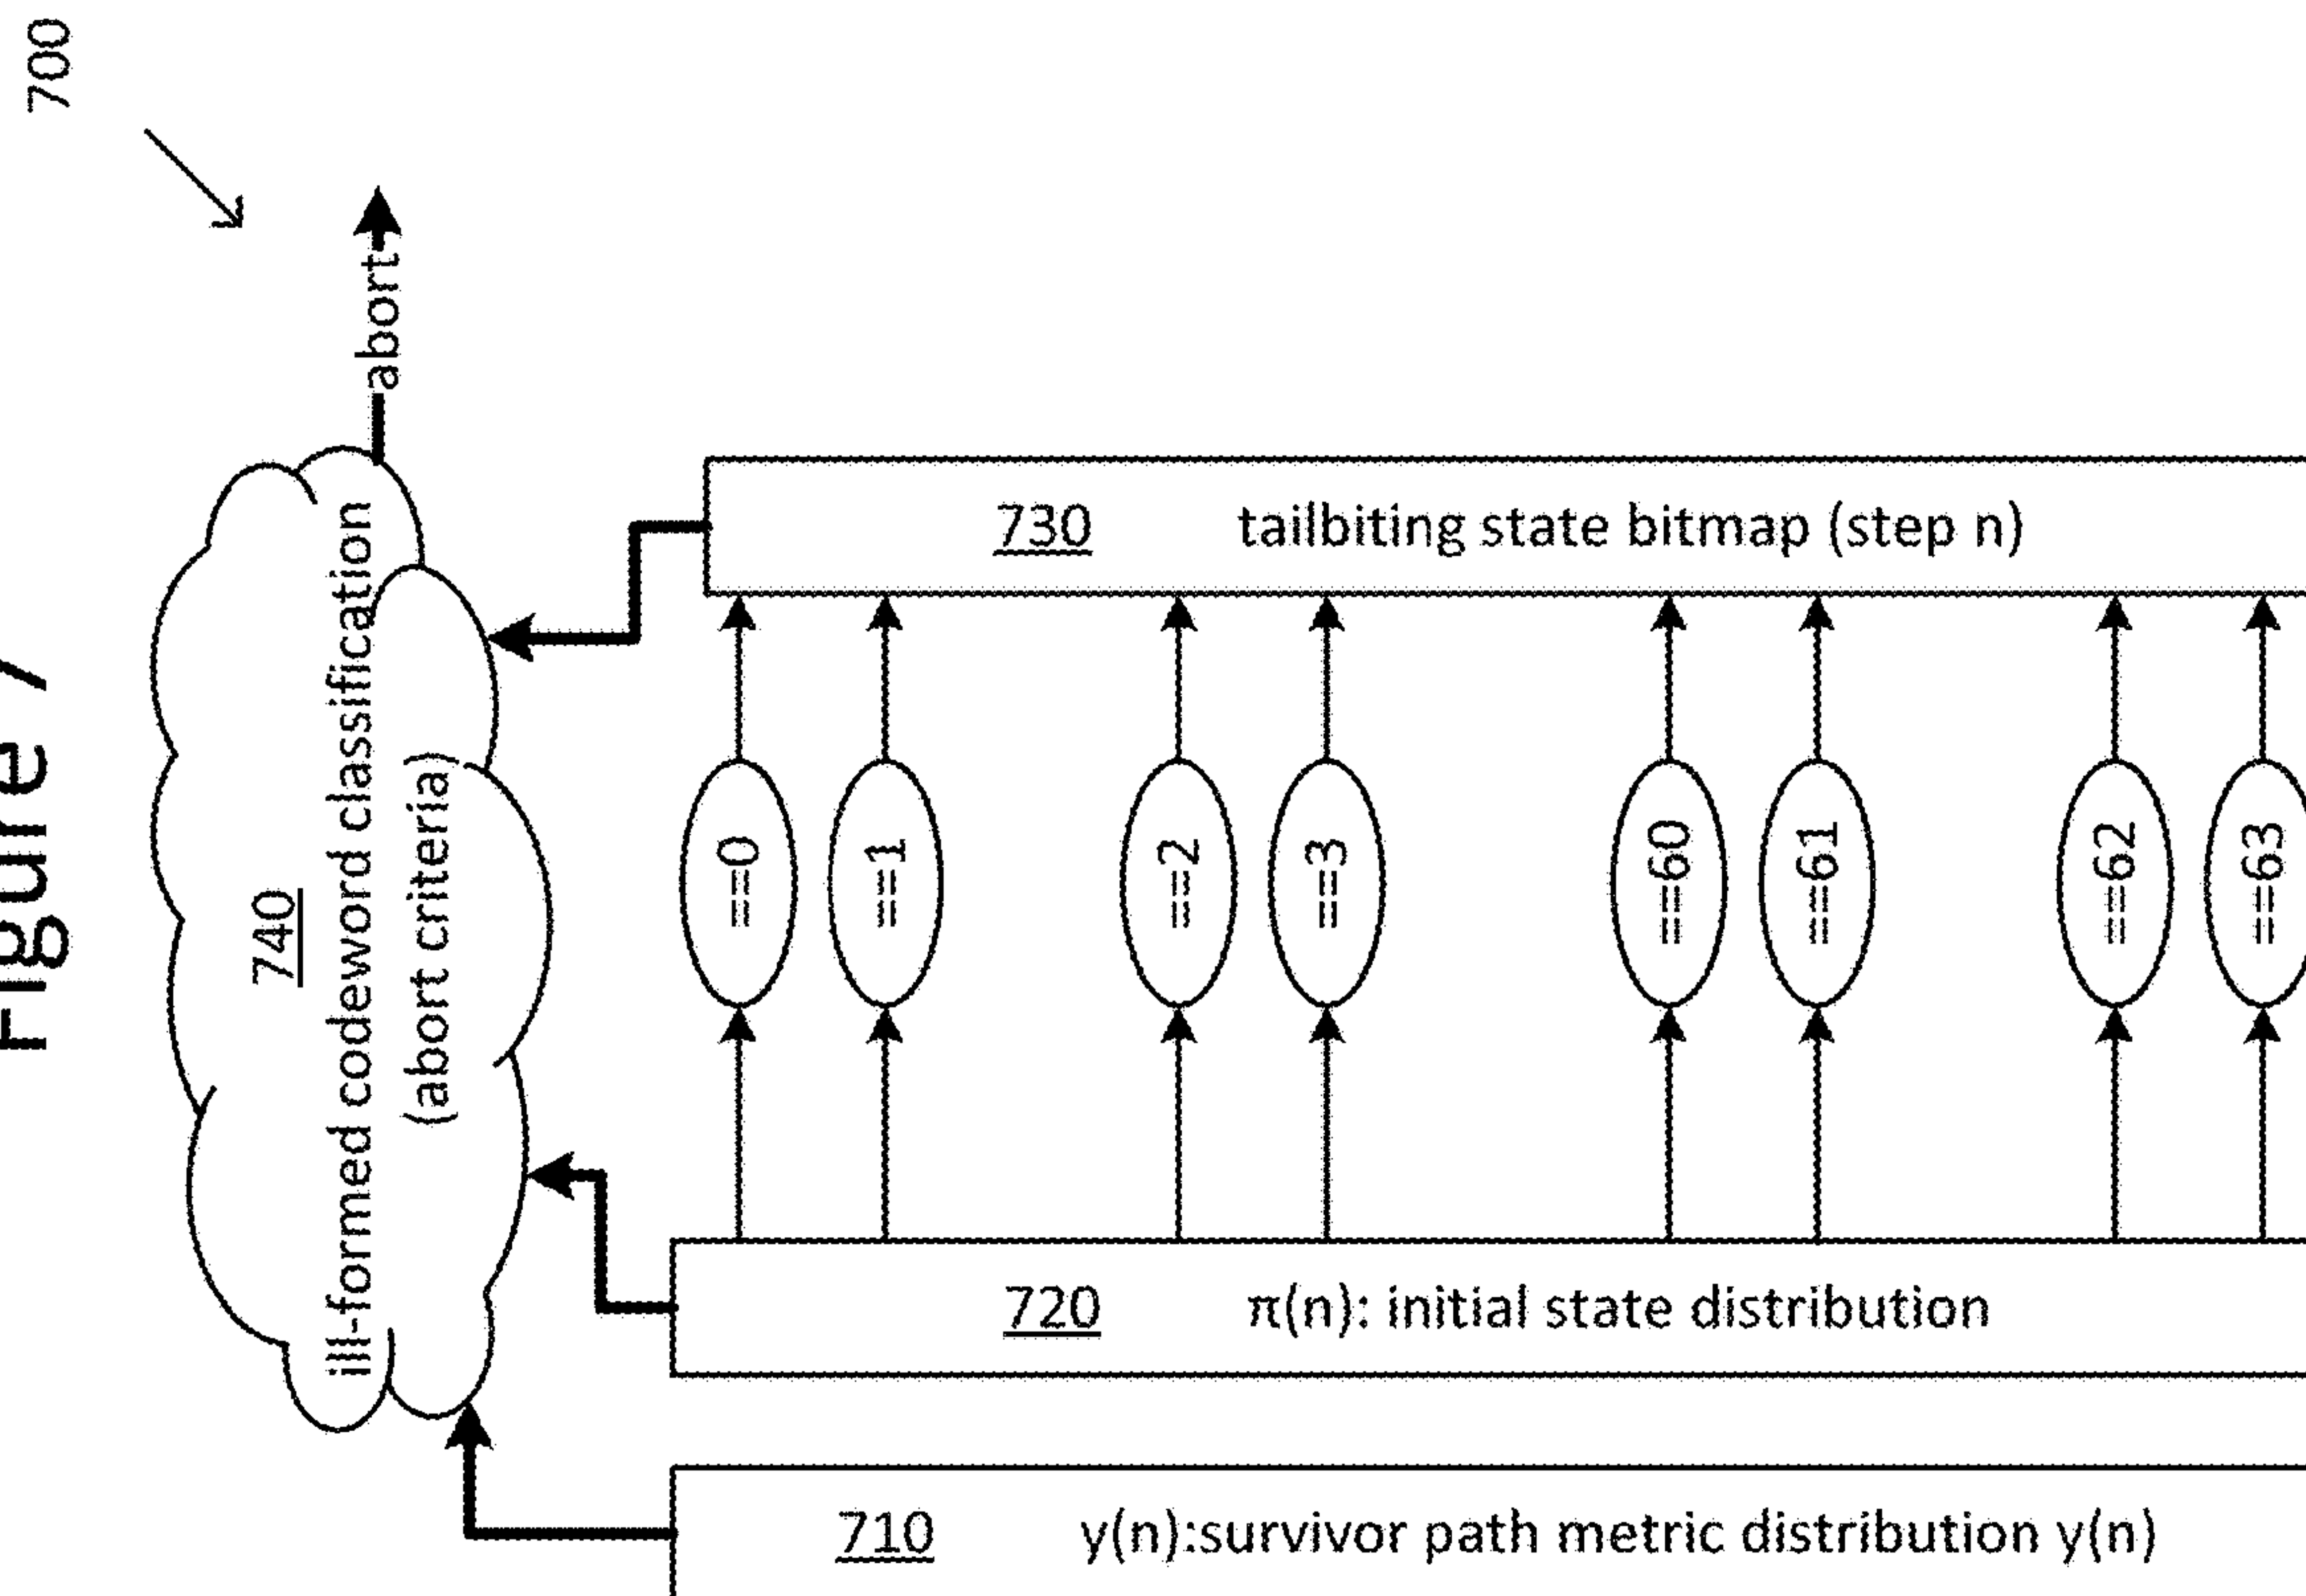 Figure 7
700
740
ill-formed codeword classification
(abort criteria)
abort
730 tailbiting state bitmap (step n)
==0
==1
==2
==3
==60
==61
==62
==63
720 π(n): initial state distribution
710 y(n):survivor path metric distribution y(n)